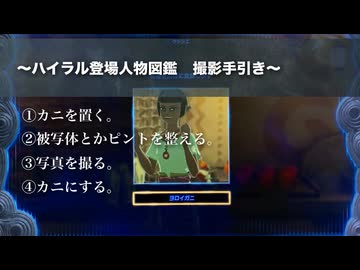 ～ハイラル登場人物図鑑　撮影手引き～
①カニを置く。
②被写体とかピントを整える。
③写真を撮る。
④カニにする。
ヨロイガニ